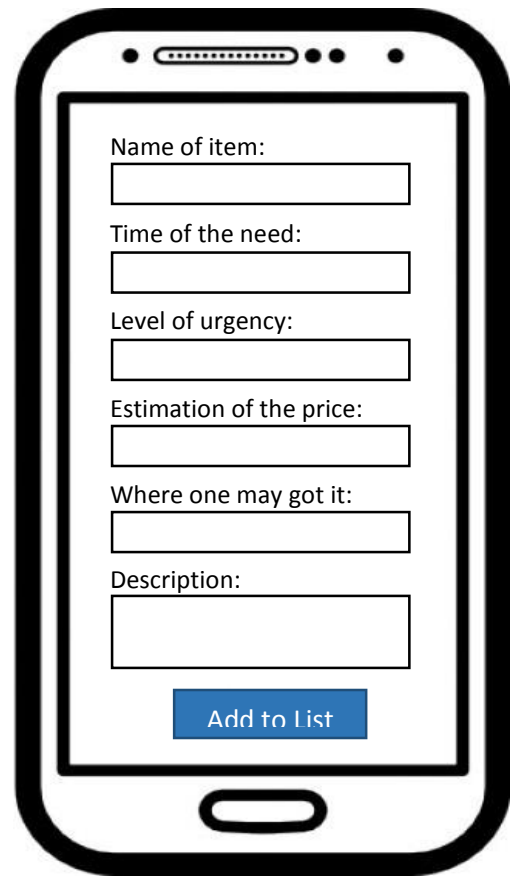 Name of item:
Time of the need:
Level of urgency:
Estimation of the price:
Where one may got it:
Description:
Add to List